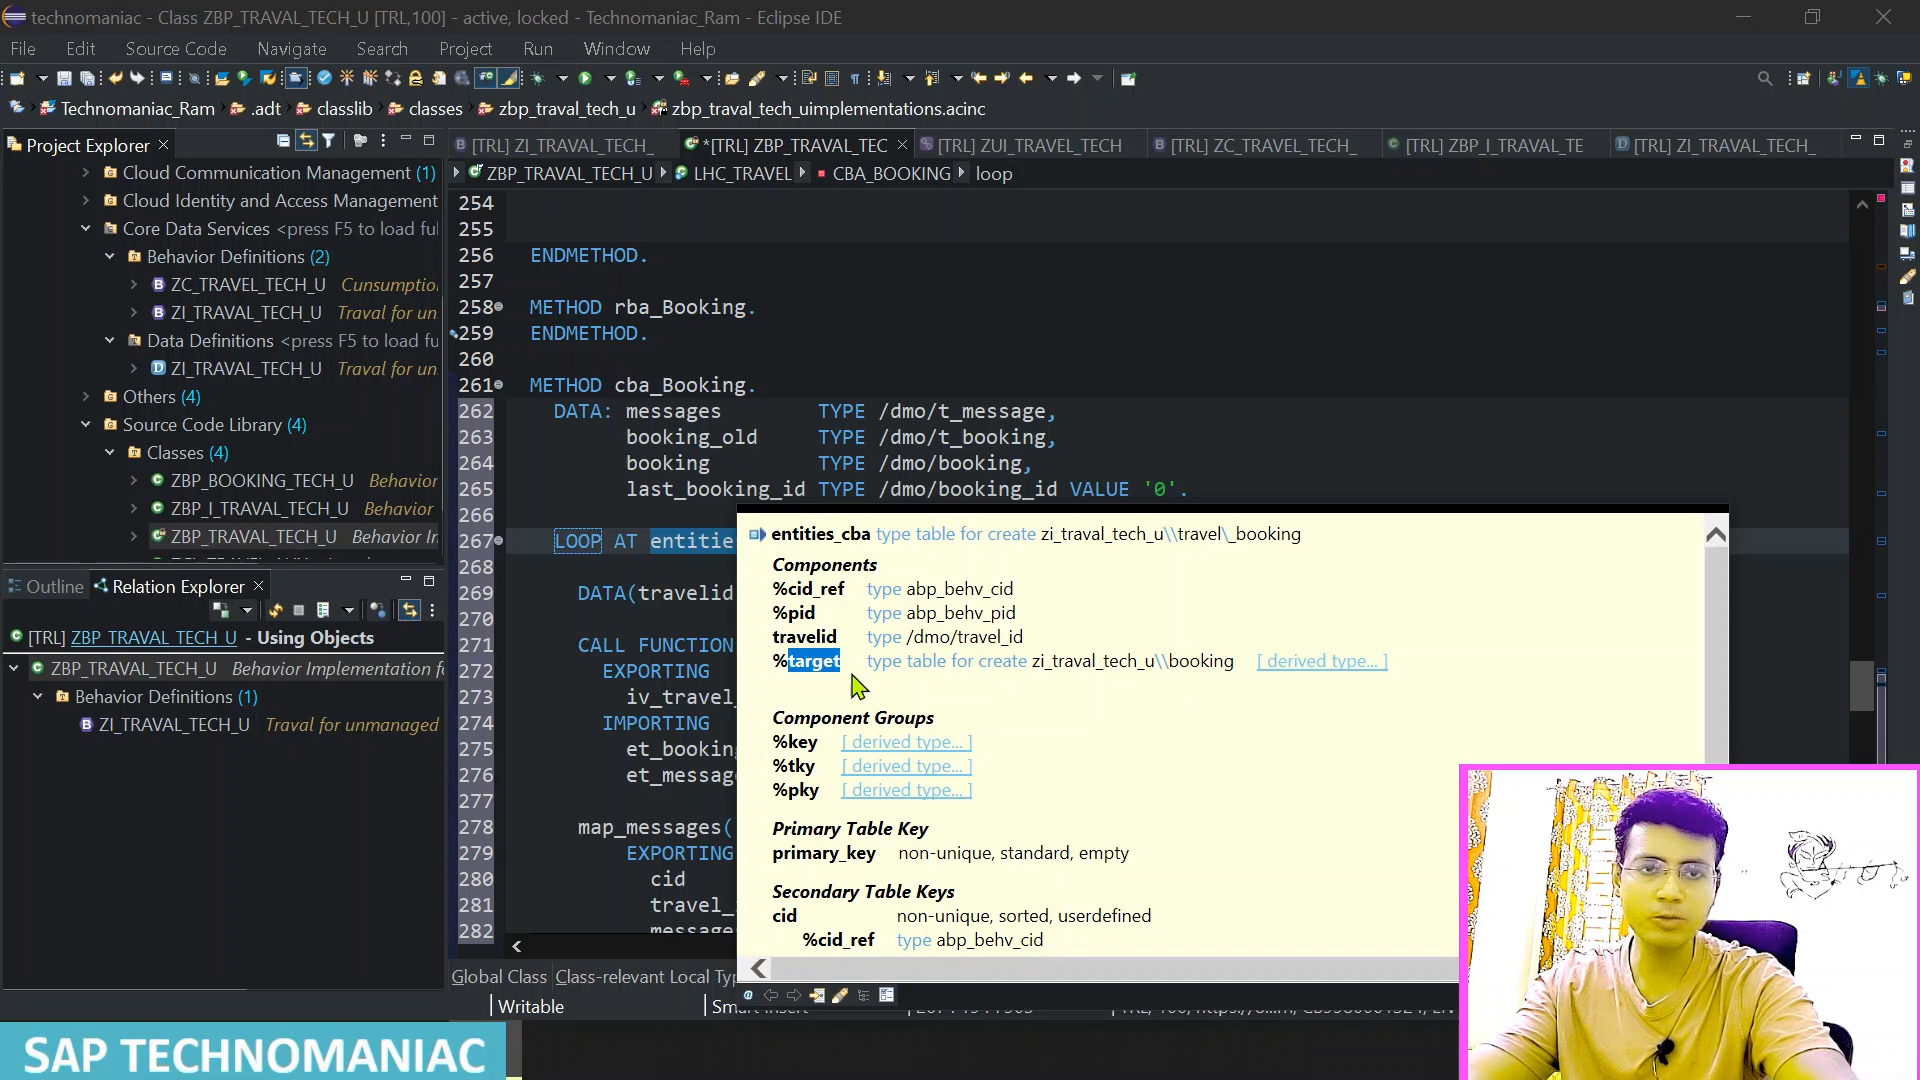 technomaniac - Class ZBP_TRAVAL_TECH_U [TRL,100] - active, locked - Technomaniac_Ram - Eclipse IDE
File Edit Source Code Navigate Search Project Run Window Help
Technomaniac_Ram .adt classlib classes zbp_traval_tech_u zbp_traval_tech_uimplementations.acinc
Project Explorer
Cloud Communication Management (1)
Cloud Identity and Access Management
Core Data Services <press F5 to load ful
Behavior Definitions (2)
ZC_TRAVEL_TECH_U Cunsumptio
ZI_TRAVAL_TECH_U Traval for un
Data Definitions <press F5 to load fu
ZI_TRAVAL_TECH_U Traval for un
Others (4)
Source Code Library (4)
Classes (4)
ZBP_BOOKING_TECH_U Behavior
ZBP_I_TRAVAL_TECH_U Behavior
ZBP_TRAVAL_TECH_U Behavior In
Outline Relation Explorer
[TRL] ZBP_TRAVAL_TECH_U - Using Objects
ZBP_TRAVAL_TECH_U Behavior Implementation fo
Behavior Definitions (1)
ZI_TRAVAL_TECH_U Traval for unmanaged
[TRL] ZI_TRAVAL_TECH_ *[TRL] ZBP_TRAVAL_TEC [TRL] ZUI_TRAVEL_TECH [TRL] ZC_TRAVEL_TECH_ [TRL] ZBP_I_TRAVAL_TE [TRL] ZI_TRAVAL_TECH_
ZBP_TRAVAL_TECH_U LHC_TRAVEL CBA_BOOKING loop
254
255
256 ENDMETHOD.
257
258 METHOD rba_Booking.
259 ENDMETHOD.
260
261 METHOD cba_Booking.
262 DATA: messages TYPE /dmo/t_message,
263 booking_old TYPE /dmo/t_booking,
264 booking TYPE /dmo/booking,
265 last_booking_id TYPE /dmo/booking_id VALUE '0'.
266
267 LOOP AT entitie
268
269 DATA(travelid
270
271 CALL FUNCTION
272 EXPORTING
273 iv_travel_
274 IMPORTING
275 et_booking
276 et_message
277
278 map_messages(
279 EXPORTING
280 cid
281 travel_
282 message
entities_cba type table for create zi_traval_tech_u\\travel\_booking
Components
%cid_ref type abp_behv_cid
%pid type abp_behv_pid
travelid type /dmo/travel_id
%target type table for create zi_traval_tech_u\\booking [ derived type... ]
Component Groups
%key [ derived type... ]
%tky [ derived type... ]
%pky [ derived type... ]
Primary Table Key
primary_key non-unique, standard, empty
Secondary Table Keys
cid non-unique, sorted, userdefined
%cid_ref type abp_behv_cid
Global Class Class-relevant Local Typ
Writable
SAP TECHNOMANIAC